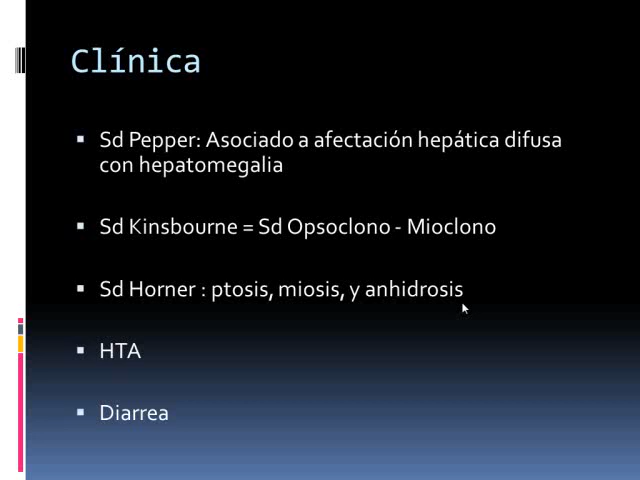 Clínica
Sd Pepper: Asociado a afectación hepática difusa
con hepatomegalia
Sd Kinsbourne = Sd Opsoclono - Mioclono
Sd Horner : ptosis, miosis, y anhidrosis
HTA
Diarrea